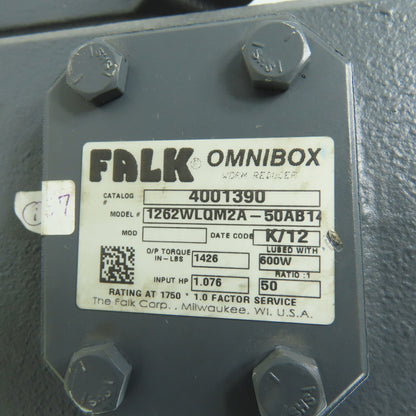 FALK® OMNIBOX
WORM REDUCER
CATALOG # 4001390
MODEL # 1262WLQM2A-50AB14
MOD DATE CODE K/12
O/P TORQUE IN-LBS 1426 LUBED WITH 600W
INPUT HP 1.076 RATIO :1 50
RATING AT 1750 * 1.0 FACTOR SERVICE
The Falk Corp., Milwaukee, WI. U.S.A.